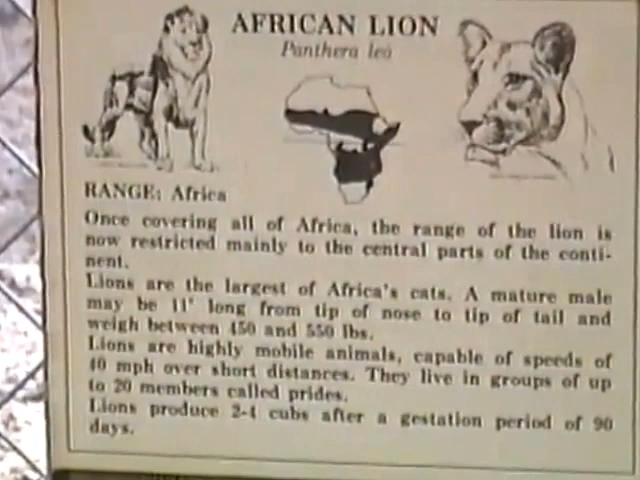 AFRICAN LION
Panthera leo
RANGE: Africa
Once covering all of Africa, the range of the lion is
now restricted mainly to the central parts of the conti-
nent.
Lions are the largest of Africa's cats. A mature male
may be 11' long from tip of nose to tip of tail and
weigh between 450 and 550 lbs.
Lions are highly mobile animals, capable of speeds of
40 mph over short distances. They live in groups of up
to 20 members called prides.
Lions produce 2-4 cubs after a gestation period of 90
days.